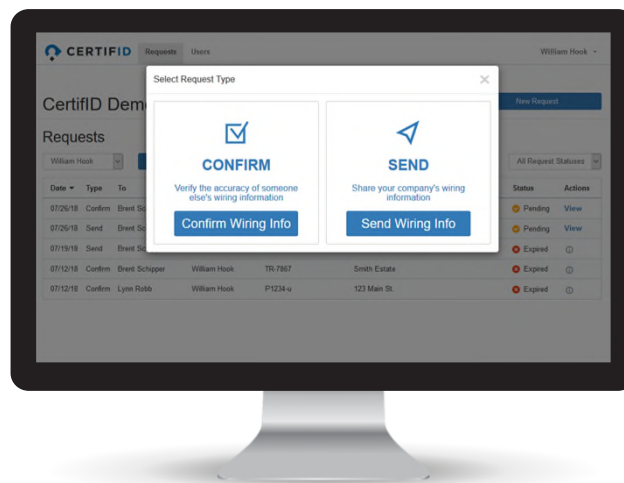 CERTIFID Requests Users William Hook
Select Request Type
CertifID Dem
New Request
Requests
William Hook
All Request Statuses
CONFIRM
Verify the accuracy of someone
else's wiring information
Confirm Wiring Info
SEND
Share your company's wiring
information
Send Wiring Info
Date Type To Status Actions
07/26/18 Confirm Brent Sc Pending View
07/26/18 Send Brent Sc Pending View
07/19/18 Send Brent Sc Expired
07/12/18 Confirm Brent Schipper William Hook TR-7867 Smith Estate Expired
07/12/18 Confirm Lynn Robb William Hook P1234-u 123 Main St. Expired